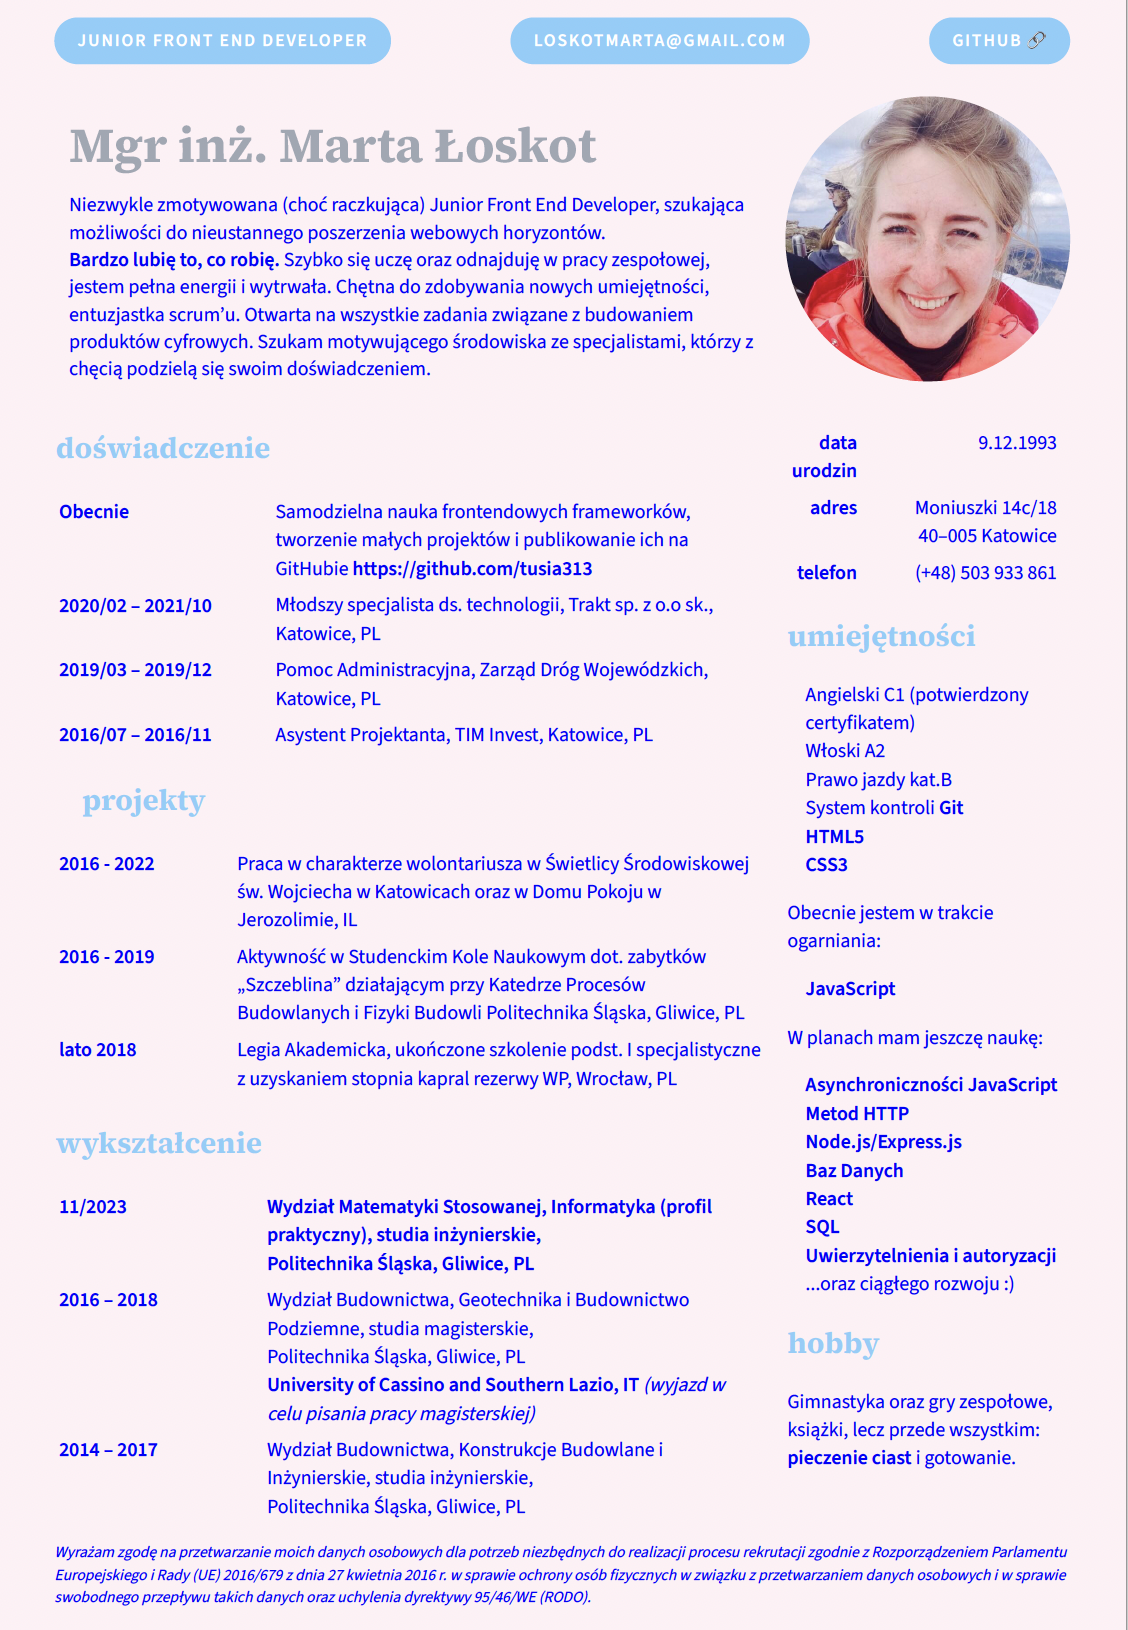 JUNIOR FRONT END DEVELOPER
LOSKOTMARTA@GMAIL.COM
GITHUB 🔗
Mgr inż. Marta Łoskot
Niezwykle zmotywowana (choć raczkująca) Junior Front End Developer, szukająca
możliwości do nieustannego poszerzenia webowych horyzontów.
Bardzo lubię to, co robię. Szybko się uczę oraz odnajduję w pracy zespołowej,
jestem pełna energii i wytrwała. Chętna do zdobywania nowych umiejętności,
entuzjastka scrum’u. Otwarta na wszystkie zadania związane z budowaniem
produktów cyfrowych. Szukam motywującego środowiska ze specjalistami, którzy z
chęcią podzielą się swoim doświadczeniem.
doświadczenie
Obecnie
Samodzielna nauka frontendowych frameworków,
tworzenie małych projektów i publikowanie ich na
GitHubie https://github.com/tusia313
2020/02 – 2021/10
Młodszy specjalista ds. technologii, Trakt sp. z o.o sk.,
Katowice, PL
2019/03 – 2019/12
Pomoc Administracyjna, Zarząd Dróg Wojewódzkich,
Katowice, PL
2016/07 – 2016/11
Asystent Projektanta, TIM Invest, Katowice, PL
projekty
2016 - 2022
Praca w charakterze wolontariusza w Świetlicy Środowiskowej
św. Wojciecha w Katowicach oraz w Domu Pokoju w
Jerozolimie, IL
2016 - 2019
Aktywność w Studenckim Kole Naukowym dot. zabytków
„Szczeblina” działającym przy Katedrze Procesów
Budowlanych i Fizyki Budowli Politechnika Śląska, Gliwice, PL
lato 2018
Legia Akademicka, ukończone szkolenie podst. I specjalistyczne
z uzyskaniem stopnia kapral rezerwy WP, Wrocław, PL
wykształcenie
11/2023
Wydział Matematyki Stosowanej, Informatyka (profil
praktyczny), studia inżynierskie,
Politechnika Śląska, Gliwice, PL
2016 – 2018
Wydział Budownictwa, Geotechnika i Budownictwo
Podziemne, studia magisterskie,
Politechnika Śląska, Gliwice, PL
University of Cassino and Southern Lazio, IT (wyjazd w
celu pisania pracy magisterskiej)
2014 – 2017
Wydział Budownictwa, Konstrukcje Budowlane i
Inżynierskie, studia inżynierskie,
Politechnika Śląska, Gliwice, PL
data
urodzin
9.12.1993
adres
Moniuszki 14c/18
40–005 Katowice
telefon
(+48) 503 933 861
umiejętności
Angielski C1 (potwierdzony
certyfikatem)
Włoski A2
Prawo jazdy kat.B
System kontroli Git
HTML5
CSS3
Obecnie jestem w trakcie
ogarniania:
JavaScript
W planach mam jeszczę naukę:
Asynchroniczności JavaScript
Metod HTTP
Node.js/Express.js
Baz Danych
React
SQL
Uwierzytelnienia i autoryzacji
...oraz ciągłego rozwoju :)
hobby
Gimnastyka oraz gry zespołowe,
książki, lecz przede wszystkim:
pieczenie ciast i gotowanie.
Wyrażam zgodę na przetwarzanie moich danych osobowych dla potrzeb niezbędnych do realizacji procesu rekrutacji zgodnie z Rozporządzeniem Parlamentu
Europejskiego i Rady (UE) 2016/679 z dnia 27 kwietnia 2016 r. w sprawie ochrony osób fizycznych w związku z przetwarzaniem danych osobowych i w sprawie
swobodnego przepływu takich danych oraz uchylenia dyrektywy 95/46/WE (RODO).